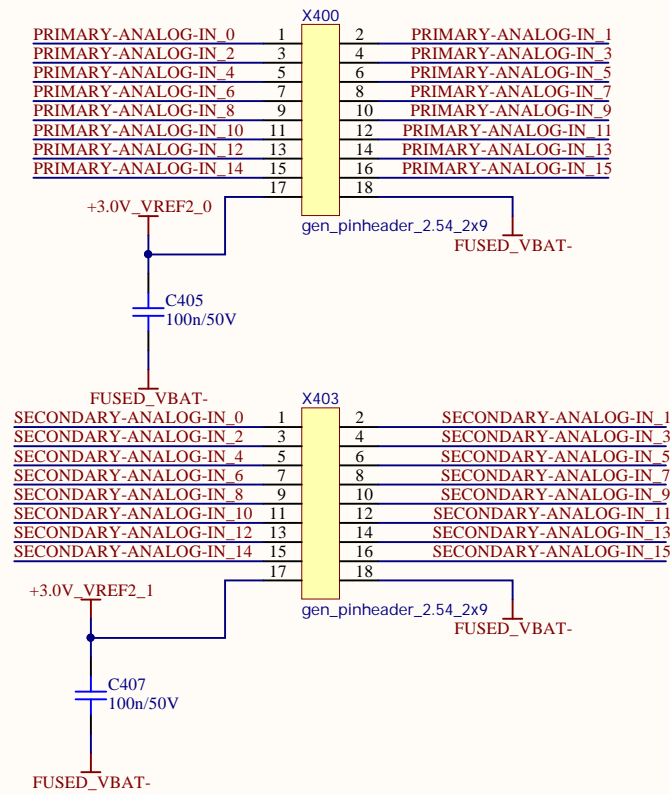 X400
PRIMARY-ANALOG-IN_0 1 2 PRIMARY-ANALOG-IN_1
PRIMARY-ANALOG-IN_2 3 4 PRIMARY-ANALOG-IN_3
PRIMARY-ANALOG-IN_4 5 6 PRIMARY-ANALOG-IN_5
PRIMARY-ANALOG-IN_6 7 8 PRIMARY-ANALOG-IN_7
PRIMARY-ANALOG-IN_8 9 10 PRIMARY-ANALOG-IN_9
PRIMARY-ANALOG-IN_10 11 12 PRIMARY-ANALOG-IN_11
PRIMARY-ANALOG-IN_12 13 14 PRIMARY-ANALOG-IN_13
PRIMARY-ANALOG-IN_14 15 16 PRIMARY-ANALOG-IN_15
17 18
+3.0V_VREF2_0
gen_pinheader_2.54_2x9
FUSED_VBAT-
C405
100n/50V
FUSED_VBAT-
X403
SECONDARY-ANALOG-IN_0 1 2 SECONDARY-ANALOG-IN_1
SECONDARY-ANALOG-IN_2 3 4 SECONDARY-ANALOG-IN_3
SECONDARY-ANALOG-IN_4 5 6 SECONDARY-ANALOG-IN_5
SECONDARY-ANALOG-IN_6 7 8 SECONDARY-ANALOG-IN_7
SECONDARY-ANALOG-IN_8 9 10 SECONDARY-ANALOG-IN_9
SECONDARY-ANALOG-IN_10 11 12 SECONDARY-ANALOG-IN_11
SECONDARY-ANALOG-IN_12 13 14 SECONDARY-ANALOG-IN_13
SECONDARY-ANALOG-IN_14 15 16 SECONDARY-ANALOG-IN_15
17 18
+3.0V_VREF2_1
gen_pinheader_2.54_2x9
FUSED_VBAT-
C407
100n/50V
FUSED_VBAT-